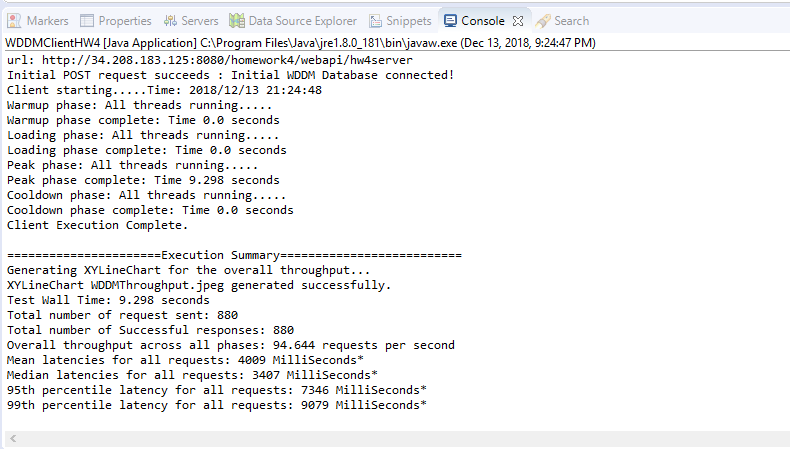 Markers Properties Servers Data Source Explorer Snippets Console Search
WDDMClientHW4 [Java Application] C:\Program Files\Java\jre1.8.0_181\bin\javaw.exe (Dec 13, 2018, 9:24:47 PM)
url: http://34.208.183.125:8080/homework4/webapi/hw4server
Initial POST request succeeds : Initial WDDM Database connected!
Client starting.....Time: 2018/12/13 21:24:48
Warmup phase: All threads running.....
Warmup phase complete: Time 0.0 seconds
Loading phase: All threads running.....
Loading phase complete: Time 0.0 seconds
Peak phase: All threads running.....
Peak phase complete: Time 9.298 seconds
Cooldown phase: All threads running.....
Cooldown phase complete: Time 0.0 seconds
Client Execution Complete.
======================Execution Summary==========================
Generating XYLineChart for the overall throughput...
XYLineChart WDDMThroughput.jpeg generated successfully.
Test Wall Time: 9.298 seconds
Total number of request sent: 880
Total number of Successful responses: 880
Overall throughput across all phases: 94.644 requests per second
Mean latencies for all requests: 4009 MilliSeconds*
Median latencies for all requests: 3407 MilliSeconds*
95th percentile latency for all requests: 7346 MilliSeconds*
99th percentile latency for all requests: 9079 MilliSeconds*